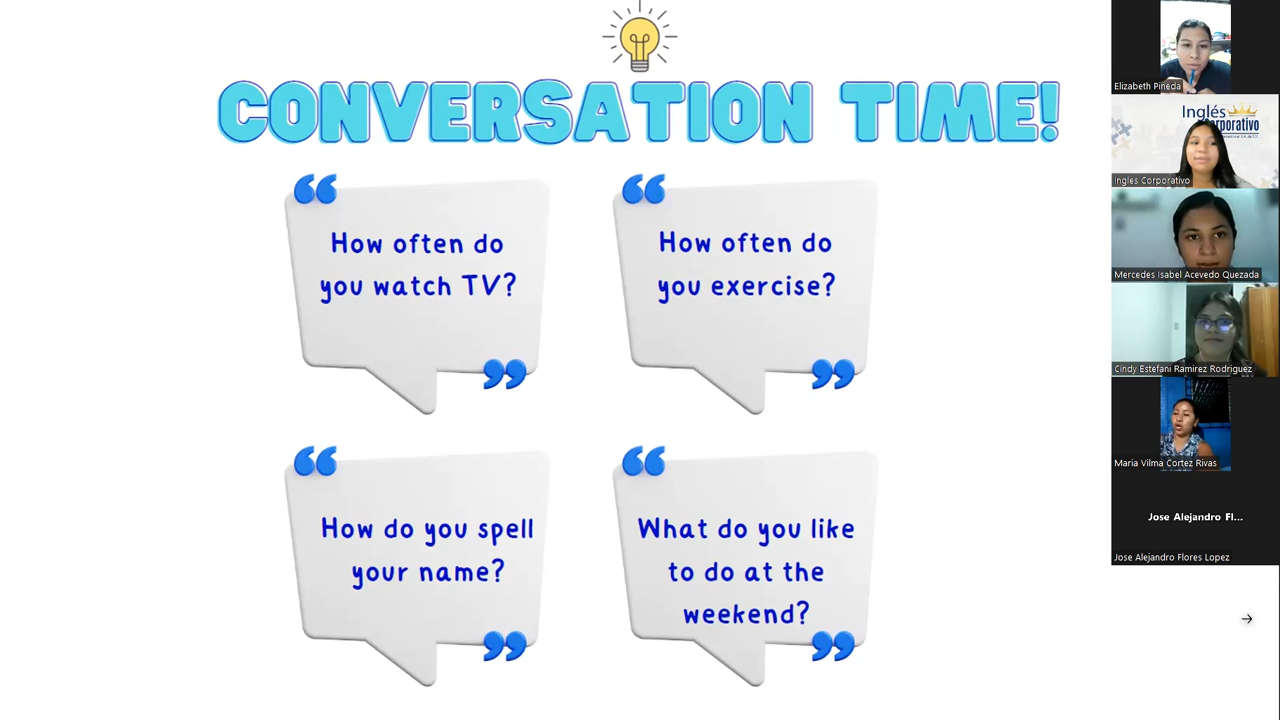 CONVERSATION TIME!
How often do
you watch TV?
How often do
you exercise?
How do you spell
your name?
What do you like
to do at the
weekend?
Elizabeth Pineda
Inglés
Corporativo
Ingles Corporativo
Mercedes Isabel Acevedo Quezada
Cindy Estefani Ramirez Rodriguez
Maria Vilma Cortez Rivas
Jose Alejandro Fl...
Jose Alejandro Flores Lopez